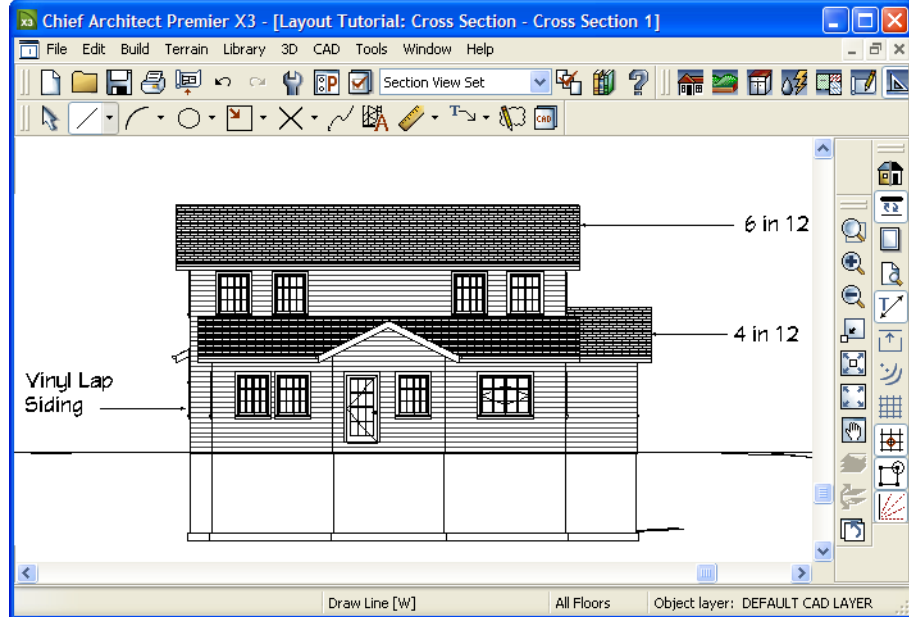 X3 Chief Architect Premier X3 - [Layout Tutorial: Cross Section - Cross Section 1]
File Edit Build Terrain Library 3D CAD Tools Window Help
Section View Set
CAD
6 in 12
4 in 12
Vinyl Lap
Siding
Draw Line [W] All Floors Object layer: DEFAULT CAD LAYER